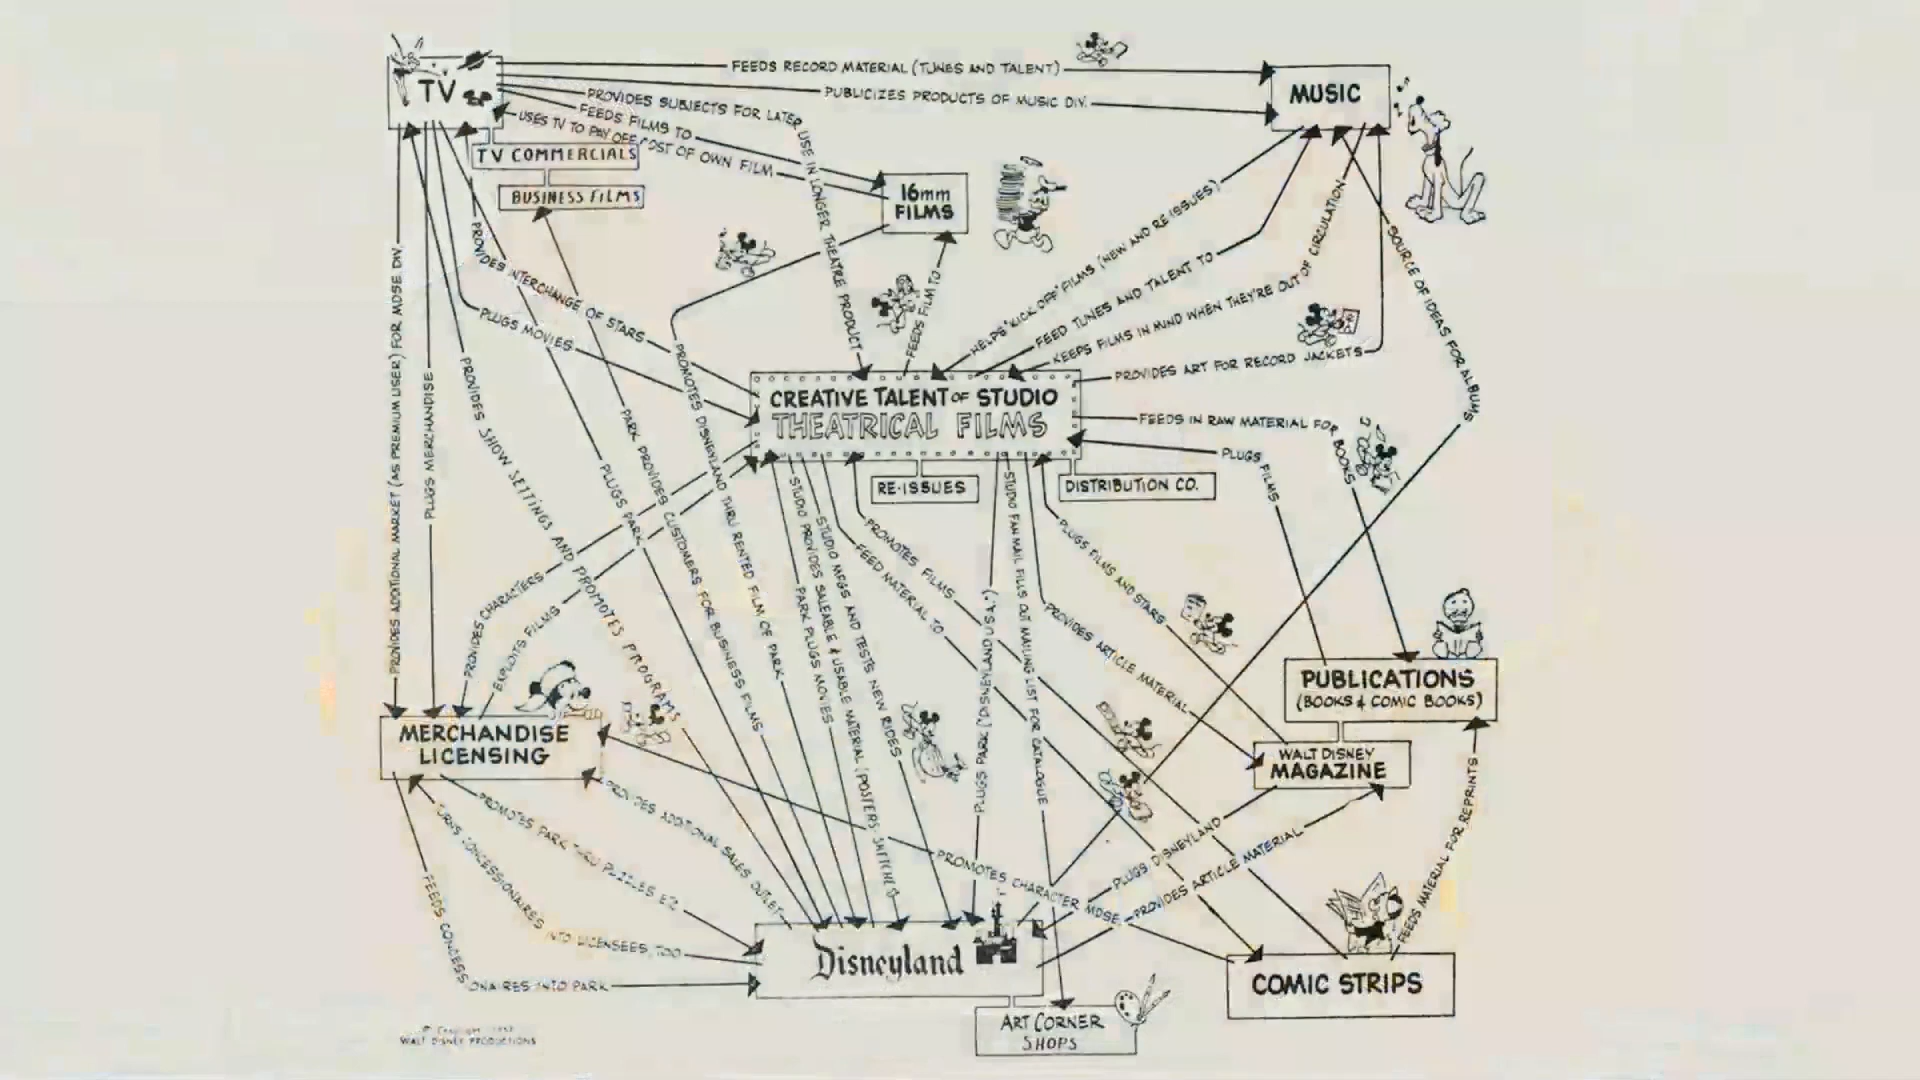 TV
FEEDS RECORD MATERIAL (TUNES AND TALENT)
PUBLICIZES PRODUCTS OF MUSIC DIV.
MUSIC
PROVIDES SUBJECTS FOR LATER USE IN LONGER THEATRE PRODUCT
FEEDS FILMS TO
USES TV TO PAY OFF COST OF OWN FILM
TV COMMERCIALS
BUSINESS FILMS
16mm
FILMS
PROVIDES ADDITIONAL MARKET (AS PREMIUM USER) FOR MDSE DIV.
PLUGS MERCHANDISE
PROVIDES SHOW SETTINGS AND PROMOTES PROGRAMS
PROVIDES INTERCHANGE OF STARS
PLUGS MOVIES
PLUGS PARK
PARK PROVIDES CUSTOMERS FOR BUSINESS FILMS
PROMOTES DISNEYLAND THRU RENTED FILM OF PARK
FEEDS FILM TO
HELPS "KICK OFF" FILMS (NEW AND RE ISSUES)
FEED TUNES AND TALENT TO
KEEPS FILMS IN MIND WHEN THEY'RE OUT OF CIRCULATION
PROVIDES ART FOR RECORD JACKETS
SOURCE OF IDEAS FOR ALBUMS
CREATIVE TALENT OF STUDIO
THEATRICAL FILMS
RE-ISSUES
DISTRIBUTION CO.
FEEDS IN RAW MATERIAL FOR BOOKS
PLUGS FILMS
PROVIDES CHARACTERS
EXPLOITS FILMS
PARK PLUGS MOVIES
STUDIO PROVIDES SALEABLE & USABLE MATERIAL (POSTERS-SKETCHES)
STUDIO MFGS AND TESTS NEW RIDES
FEED MATERIAL TO
PROMOTES FILMS
PLUGS PARK ("DISNEYLAND U.S.A.")
STUDIO FAN MAIL FILLS OUT MAILING LIST FOR CATALOGUE
PROVIDES ARTICLE MATERIAL
PLUGS FILMS AND STARS
PUBLICATIONS
(BOOKS & COMIC BOOKS)
WALT DISNEY
MAGAZINE
MERCHANDISE
LICENSING
PROVIDES ADDITIONAL SALES OUTLET
PROMOTES PARK THRU PUZZLES, ETC.
TURNS CONCESSIONAIRES INTO LICENSEES, TOO
FEEDS CONCESSIONAIRES INTO PARK
PROMOTES CHARACTER MDSE
PLUGS DISNEYLAND
PROVIDES ARTICLE MATERIAL
FEEDS MATERIAL FOR REPRINTS
Disneyland
COMIC STRIPS
ART CORNER
SHOPS
WALT DISNEY PRODUCTIONS